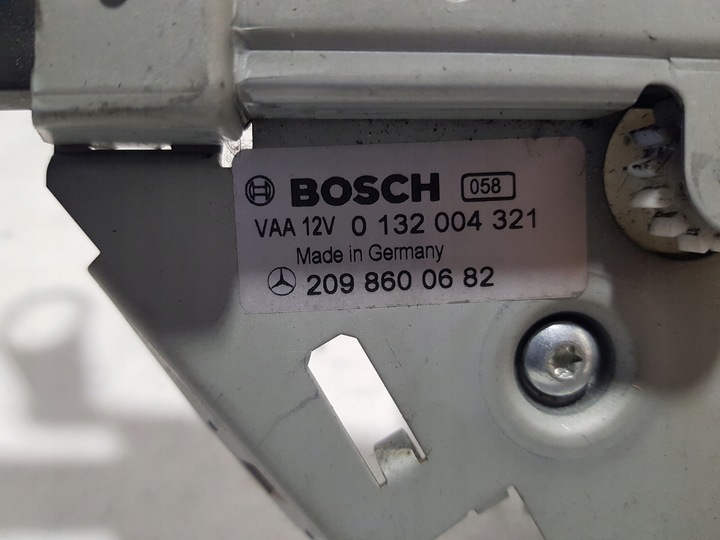 BOSCH 058
VAA 12V 0 132 004 321
Made in Germany
209 860 06 82